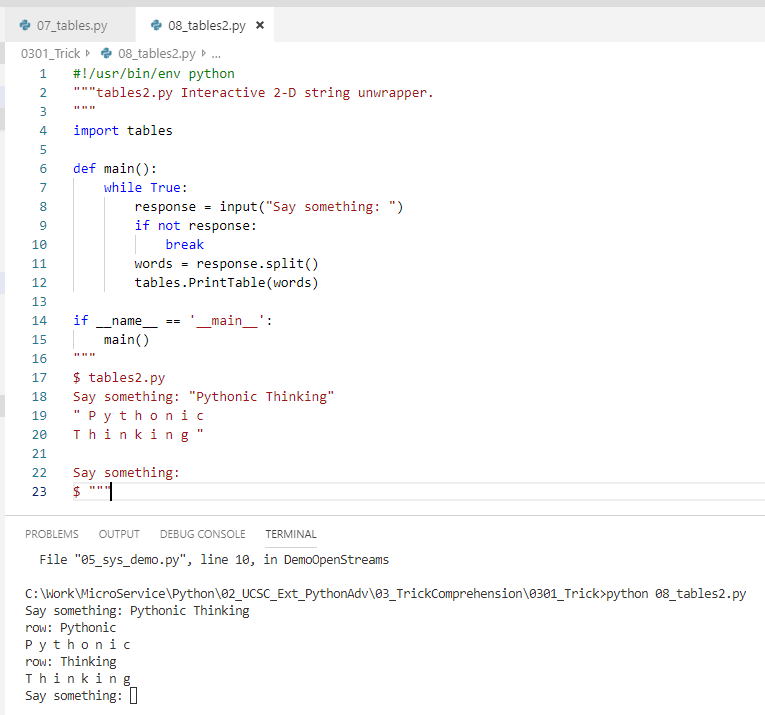 07_tables.py 08_tables2.py ×
0301_Trick 08_tables2.py ...
1 #!/usr/bin/env python
2 """tables2.py Interactive 2-D string unwrapper.
3 """
4 import tables
5
6 def main():
7     while True:
8         response = input("Say something: ")
9         if not response:
10             break
11         words = response.split()
12         tables.PrintTable(words)
13
14 if __name__ == '__main__':
15     main()
16 """
17 $ tables2.py
18 Say something: "Pythonic Thinking"
19 " P y t h o n i c
20 T h i n k i n g "
21
22 Say something:
23 $ """
PROBLEMS OUTPUT DEBUG CONSOLE TERMINAL
File "05_sys_demo.py", line 10, in DemoOpenStreams
C:\Work\MicroService\Python\02_UCSC_Ext_PythonAdv\03_TrickComprehension\0301_Trick>python 08_tables2.py
Say something: Pythonic Thinking
row: Pythonic
P y t h o n i c
row: Thinking
T h i n k i n g
Say something: